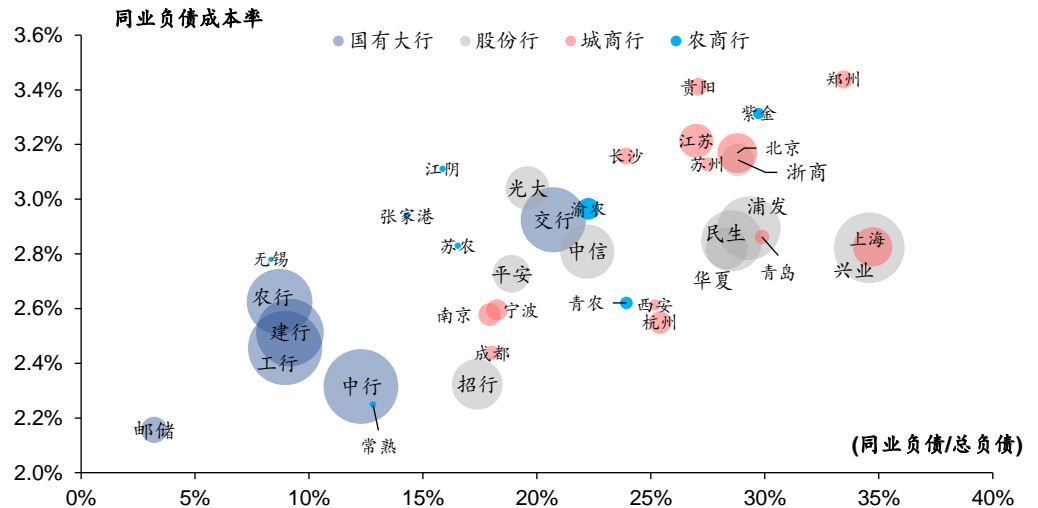 同业负债成本率
国有大行 股份行 城商行 农商行
3.6%
3.4%
3.2%
3.0%
2.8%
2.6%
2.4%
2.2%
2.0%
郑州
贵阳
紫金
江苏
北京
长沙
苏州
浙商
江阴
光大
张家港
渝农
交行
浦发
民生
上海
苏农
中信
无锡
平安
华夏
青岛
兴业
农行
青农
西安
南京
宁波
杭州
建行
工行
成都
中行
招行
邮储
常熟
(同业负债/总负债)
0% 5% 10% 15% 20% 25% 30% 35% 40%